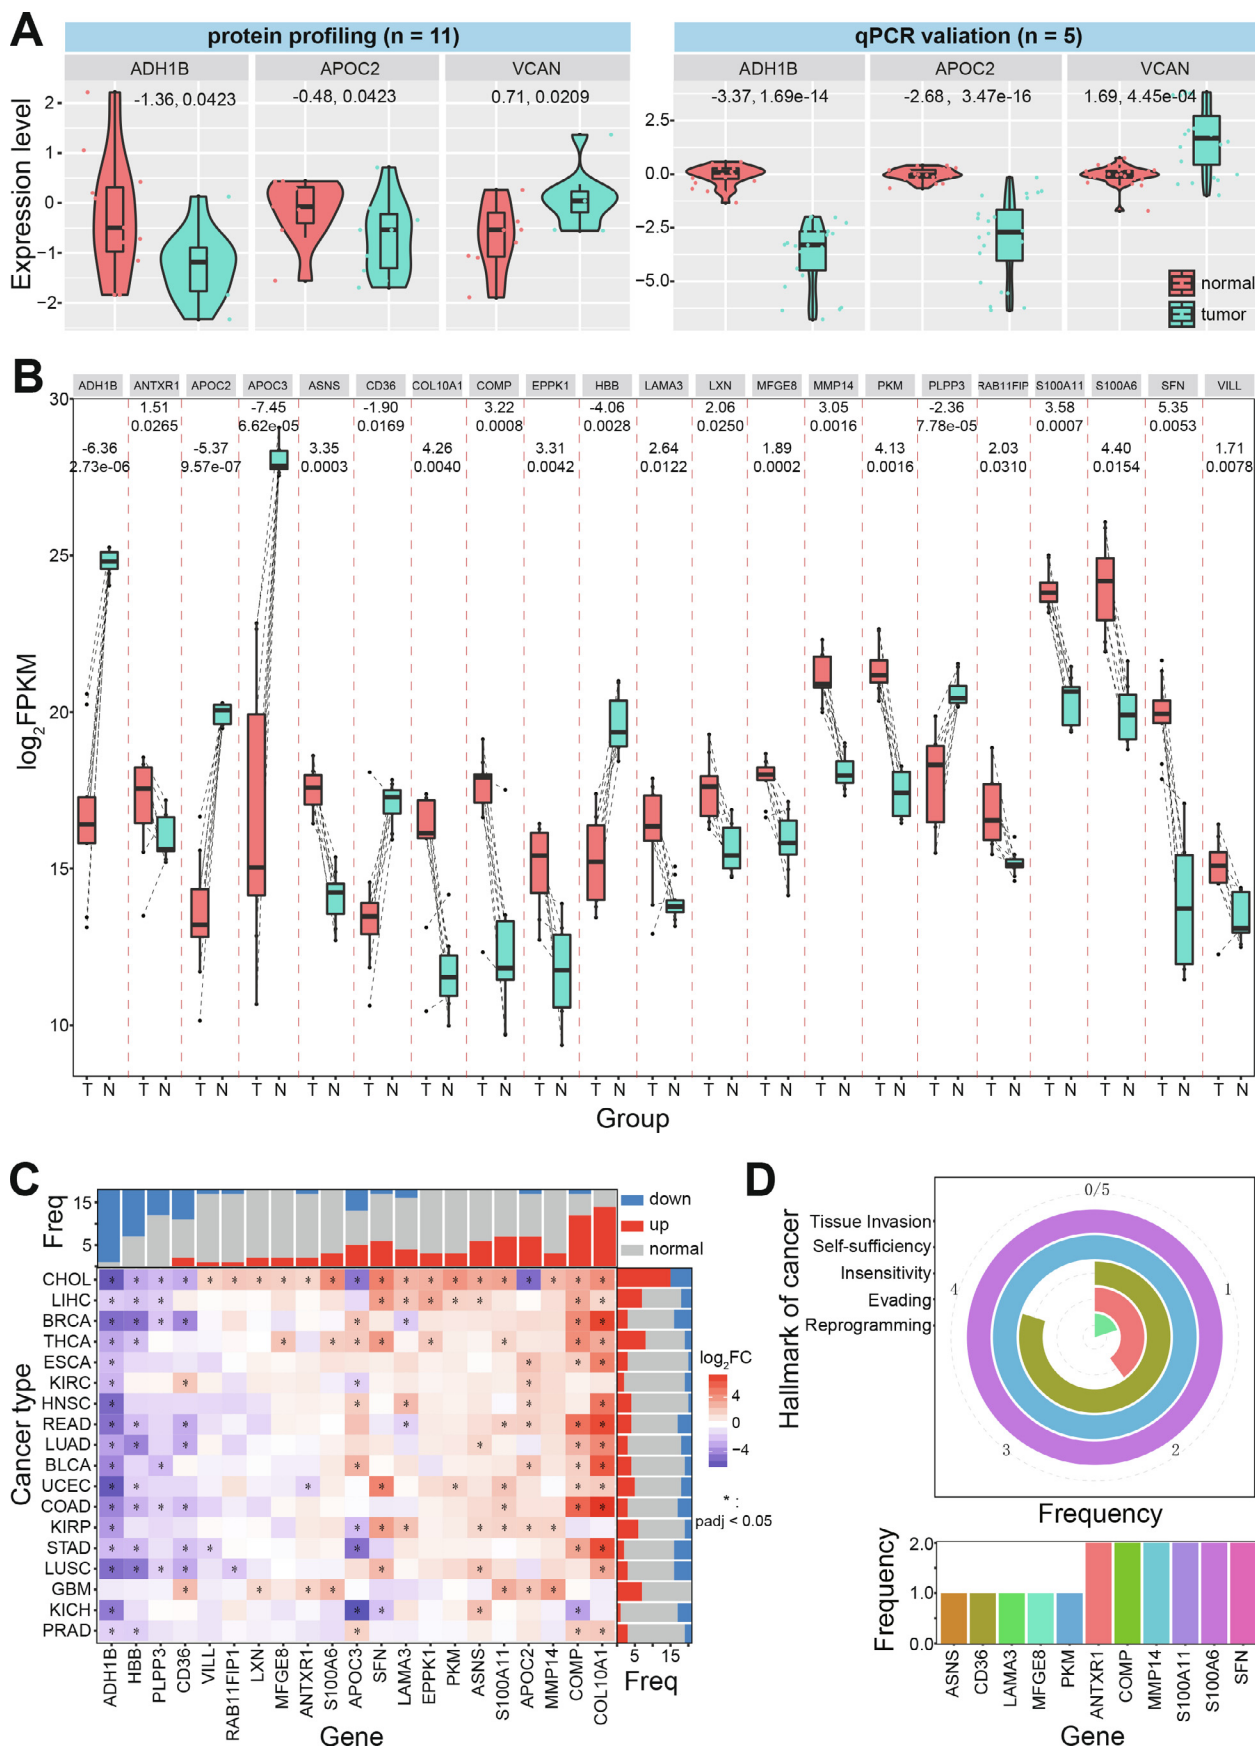 A
protein profiling (n = 11)
qPCR valiation (n = 5)
ADH1B APOC2 VCAN
ADH1B APOC2 VCAN
-1.36, 0.0423 -0.48, 0.0423 0.71, 0.0209
-3.37, 1.69e-14 -2.68, 3.47e-16 1.69, 4.45e-04
Expression level
2
1
0
−1
−2
2.5
0.0
−2.5
−5.0
normal
tumor
B
ADH1B ANTXR1 APOC2 APOC3 ASNS CD36 COL10A1 COMP EPPK1 HBB LAMA3 LXN MFGE8 MMP14 PKM PLPP3 RAB11FIP S100A11 S100A6 SFN VILL
1.51 -7.45 -1.90 3.22 -4.06 2.06 3.05 -2.36 3.58 5.35
0.0265 6.62e-05 0.0169 0.0008 0.0028 0.0250 0.0016 7.78e-05 0.0007 0.0053
-6.36 -5.37 3.35 4.26 3.31 2.64 1.89 4.13 2.03 4.40 1.71
2.73e-06 9.57e-07 0.0003 0.0040 0.0042 0.0122 0.0002 0.0016 0.0310 0.0154 0.0078
log2FPKM
30
25
20
15
10
T N T N T N T N T N T N T N T N T N T N T N T N T N T N T N T N T N T N T N T N T N
Group
C
Freq
15
5
down
up
normal
Cancer type
CHOL
LIHC
BRCA
THCA
ESCA
KIRC
HNSC
READ
LUAD
BLCA
UCEC
COAD
KIRP
STAD
LUSC
GBM
KICH
PRAD
log2FC
4
0
−4
* :
padj < 0.05
5 15
Freq
ADH1B HBB PLPP3 CD36 VILL RAB11FIP1 LXN MFGE8 ANTXR1 S100A6 APOC3 SFN LAMA3 EPPK1 PKM ASNS S100A11 APOC2 MMP14 COMP COL10A1
Gene
D
Hallmark of cancer
Tissue Invasion
Self-sufficiency
Insensitivity
Evading
Reprogramming
0/5
1
2
3
4
Frequency
Frequency
2.0
1.0
0.0
ASNS CD36 LAMA3 MFGE8 PKM ANTXR1 COMP MMP14 S100A11 S100A6 SFN
Gene